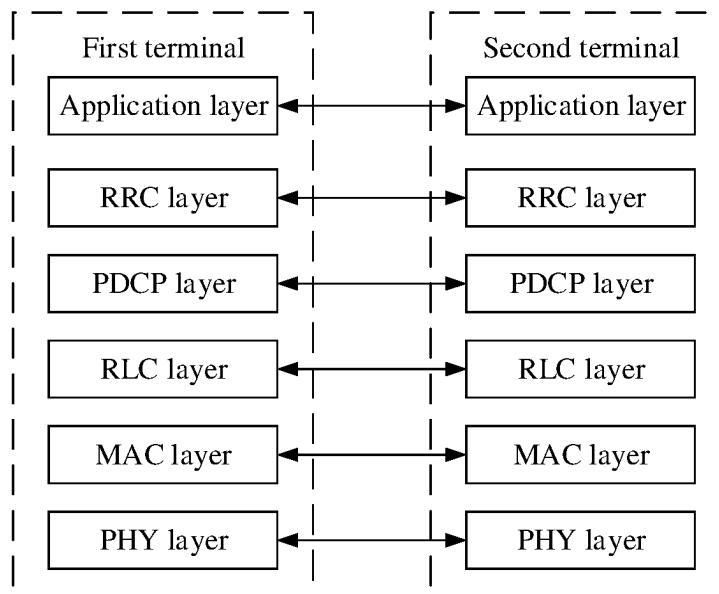 First terminal
Second terminal
Application layer
Application layer
RRC layer
RRC layer
PDCP layer
PDCP layer
RLC layer
RLC layer
MAC layer
MAC layer
PHY layer
PHY layer